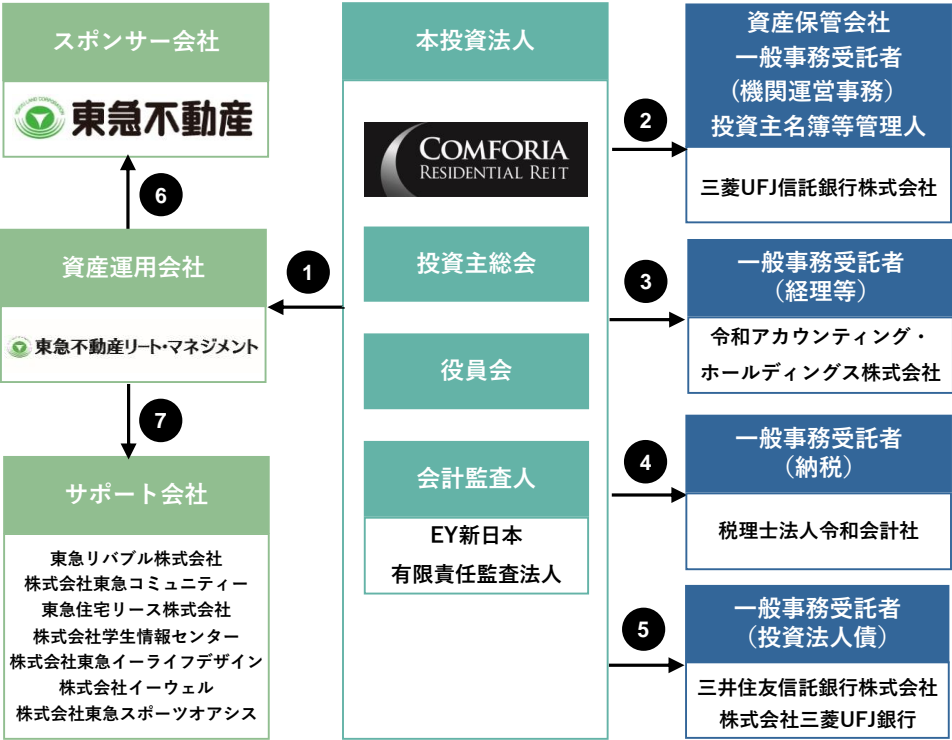 スポンサー会社
TOKYU LAND CORPORATION
東急不動産
6
資産運用会社
東急不動産リート・マネジメント
7
サポート会社
東急リバブル株式会社
株式会社東急コミュニティー
東急住宅リース株式会社
株式会社学生情報センター
株式会社東急イーライフデザイン
株式会社イーウェル
株式会社東急スポーツオアシス
1
本投資法人
COMFORIA
RESIDENTIAL REIT
投資主総会
役員会
会計監査人
EY新日本
有限責任監査法人
2
資産保管会社
一般事務受託者
(機関運営事務)
投資主名簿等管理人
三菱UFJ信託銀行株式会社
3
一般事務受託者
(経理等)
令和アカウンティング・
ホールディングス株式会社
4
一般事務受託者
(納税)
税理士法人令和会計社
5
一般事務受託者
(投資法人債)
三井住友信託銀行株式会社
株式会社三菱UFJ銀行